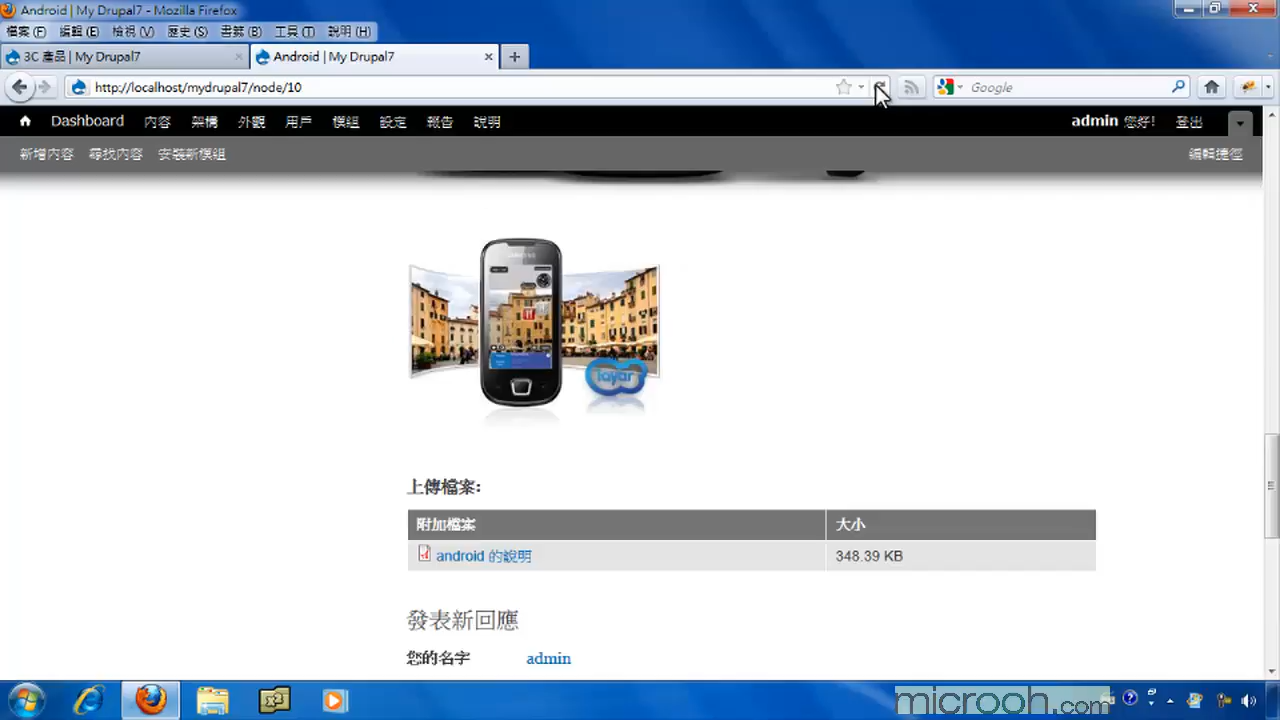 Android | My Drupal7 - Mozilla Firefox
檔案(F) 編輯(E) 檢視(V) 歷史(S) 書籤(B) 工具(T) 說明(H)
3C 產品 | My Drupal7
Android | My Drupal7
http://localhost/mydrupal7/node/10
Google
Dashboard 內容 架構 外觀 用戶 模組 設定 報告 說明
admin 您好! 登出
新增內容 尋找內容 安裝新模組
編輯捷徑
SAMSUNG
layar
上傳檔案:
附加檔案 大小
android 的說明 348.39 KB
發表新回應
您的名字 admin
microoh.com